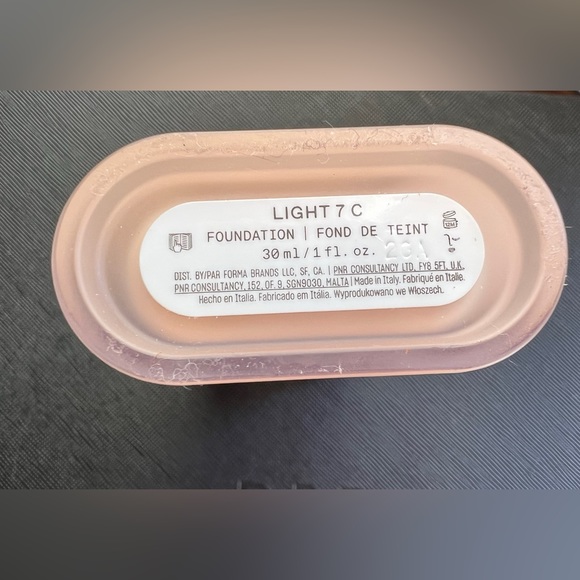 LIGHT 7 C
FOUNDATION | FOND DE TEINT
30 ml/1 fl. oz.
12M
DIST. BY/PAR FORMA BRANDS LLC, SF, CA. | PNR CONSULTANCY LTD, FY8 5FT, U.K.
PNR CONSULTANCY, 152, OF. 9, SGN9030, MALTA | Made in Italy. Fabriqué en Italie.
Hecho en Italia. Fabricado em Itália. Wyprodukowano we Włoszech.